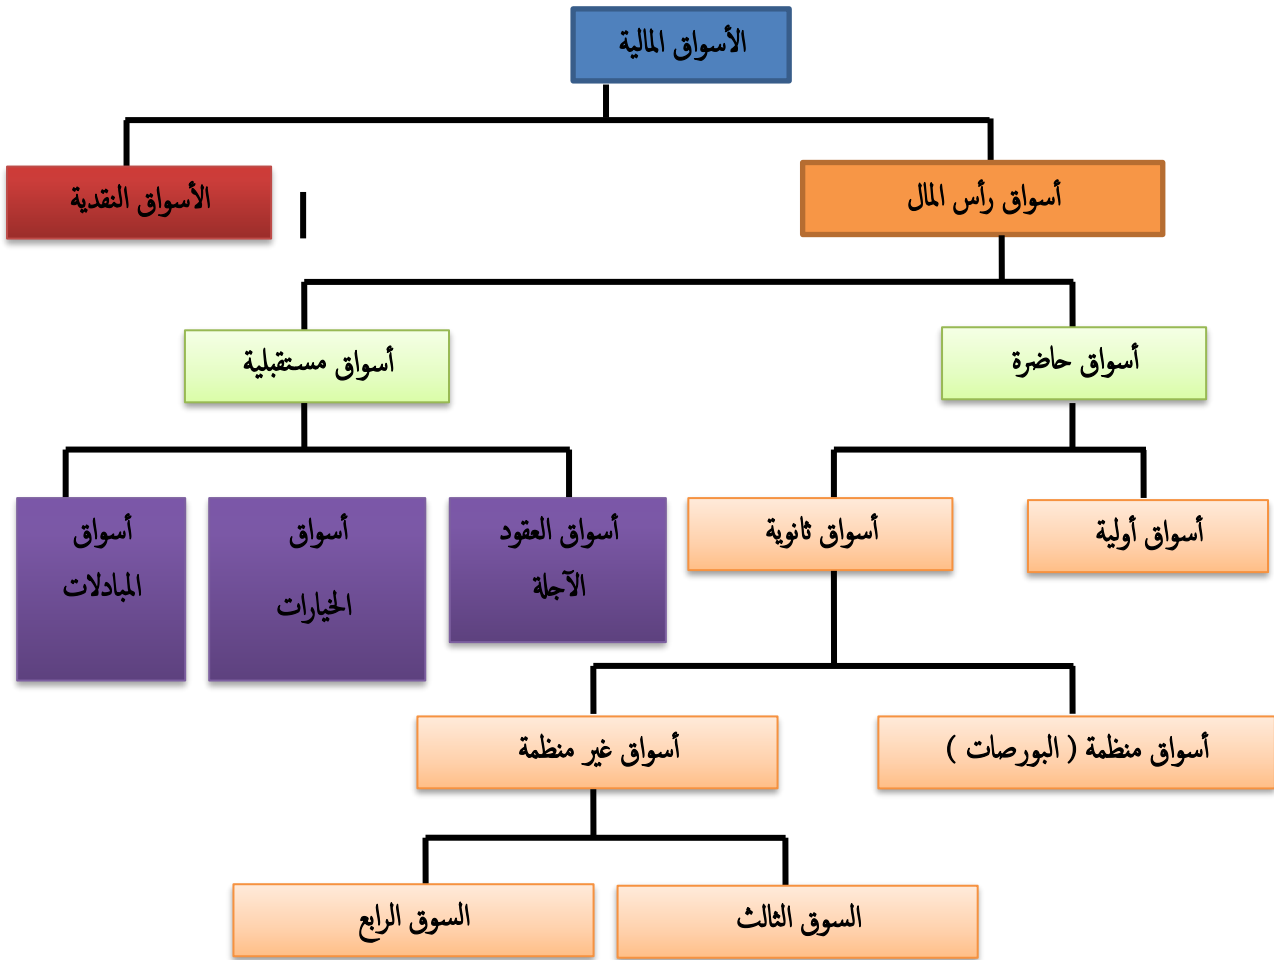 الأسواق المالية
أسواق رأس المال
الأسواق النقدية
أسواق حاضرة
أسواق مستقبلية
أسواق أولية
أسواق ثانوية
أسواق العقود
الآجلة
أسواق
الخيارات
أسواق
المبادلات
أسواق منظمة ( البورصات )
أسواق غير منظمة
السوق الثالث
السوق الرابع